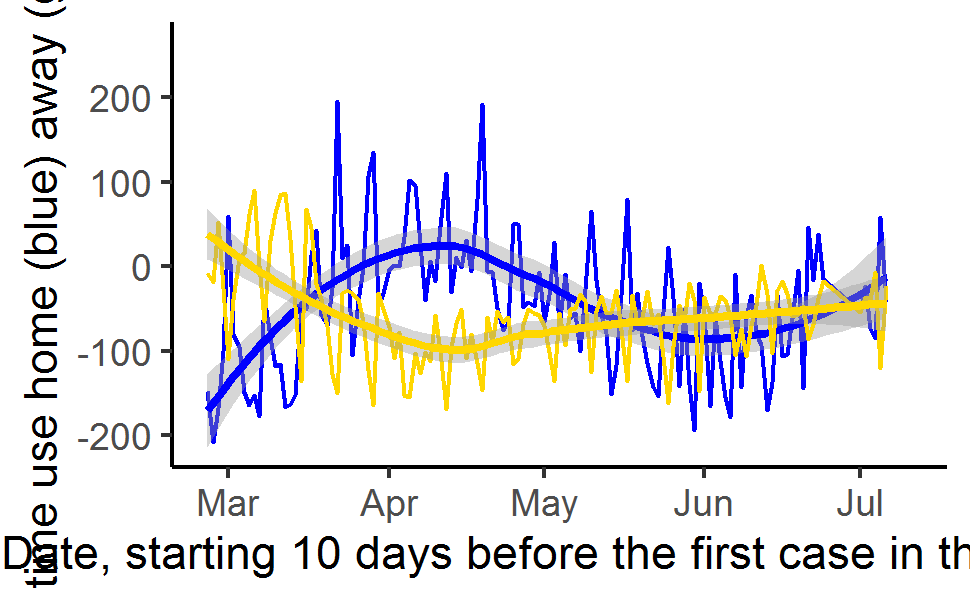 time use home (blue) away (
200
100
0
-100
-200
Mar Apr May Jun Jul
Date, starting 10 days before the first case in th